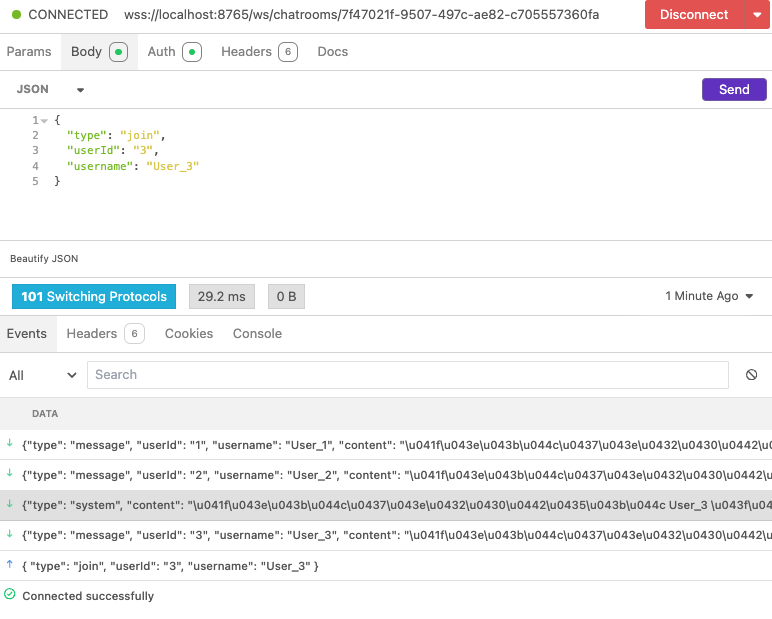 CONNECTED wss://localhost:8765/ws/chatrooms/7f47021f-9507-497c-ae82-c705557360fa Disconnect
Params Body Auth Headers 6 Docs
JSON Send
1 {
2 "type": "join",
3 "userId": "3",
4 "username": "User_3"
5 }
Beautify JSON
101 Switching Protocols 29.2 ms 0 B 1 Minute Ago
Events Headers 6 Cookies Console
All Search
DATA
{"type": "message", "userId": "1", "username": "User_1", "content": "\u041f\u043e\u043b\u044c\u0437\u043e\u0432\u0430\u0442\u0
{"type": "message", "userId": "2", "username": "User_2", "content": "\u041f\u043e\u043b\u044c\u0437\u043e\u0432\u0430\u0442\u
{"type": "system", "content": "\u041f\u043e\u043b\u044c\u0437\u043e\u0432\u0430\u0442\u0435\u043b\u044c User_3 \u043f\u04
{"type": "message", "userId": "3", "username": "User_3", "content": "\u041f\u043e\u043b\u044c\u0437\u043e\u0432\u0430\u0442\u
{ "type": "join", "userId": "3", "username": "User_3" }
Connected successfully